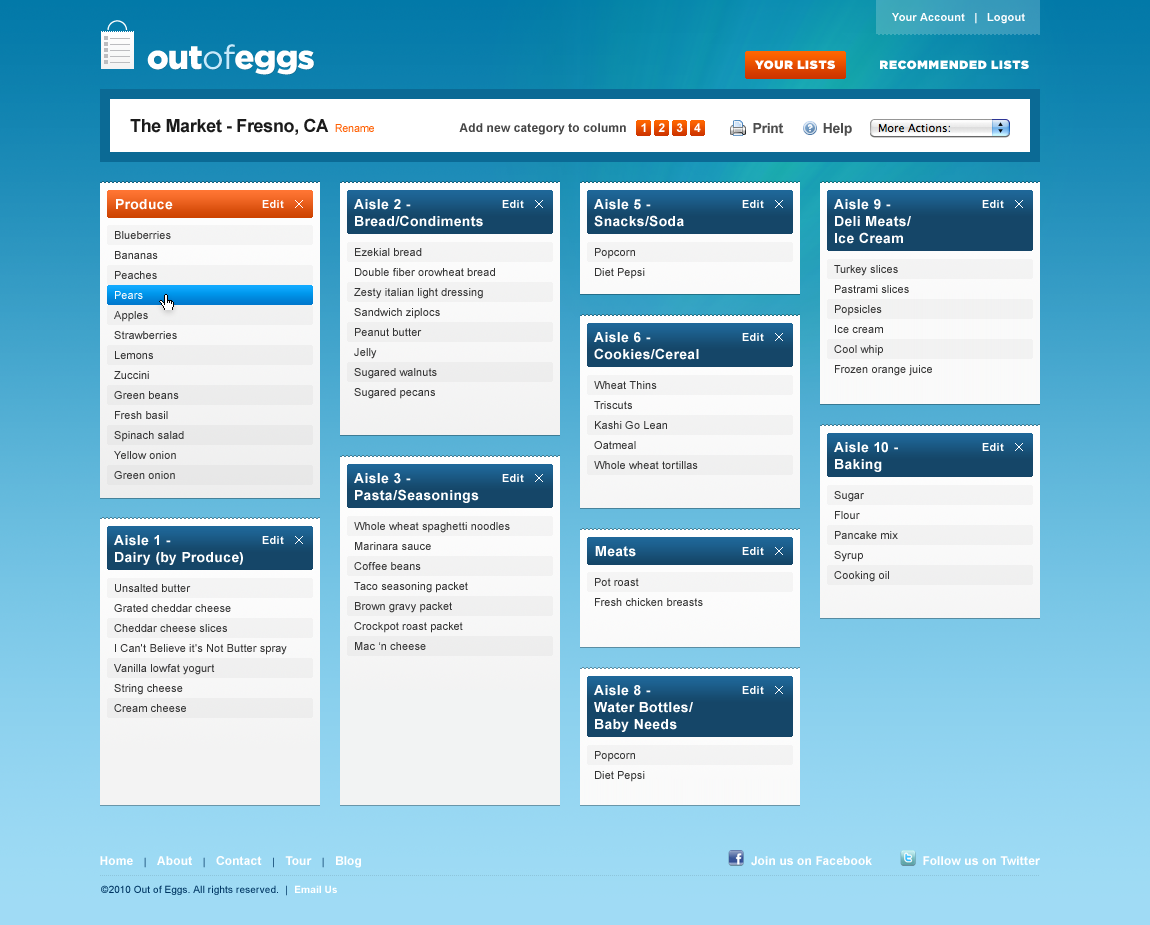 Your Account | Logout
outofeggs
YOUR LISTS
RECOMMENDED LISTS
The Market - Fresno, CA Rename
Add new category to column 1 2 3 4
Print
Help
More Actions:
Produce
Edit
Blueberries
Bananas
Peaches
Pears
Apples
Strawberries
Lemons
Zuccini
Green beans
Fresh basil
Spinach salad
Yellow onion
Green onion
Aisle 1 -
Edit
Dairy (by Produce)
Unsalted butter
Grated cheddar cheese
Cheddar cheese slices
I Can't Believe it's Not Butter spray
Vanilla lowfat yogurt
String cheese
Cream cheese
Aisle 2 -
Edit
Bread/Condiments
Ezekial bread
Double fiber orowheat bread
Zesty italian light dressing
Sandwich ziplocs
Peanut butter
Jelly
Sugared walnuts
Sugared pecans
Aisle 3 -
Edit
Pasta/Seasonings
Whole wheat spaghetti noodles
Marinara sauce
Coffee beans
Taco seasoning packet
Brown gravy packet
Crockpot roast packet
Mac ‘n cheese
Aisle 5 -
Edit
Snacks/Soda
Popcorn
Diet Pepsi
Aisle 6 -
Edit
Cookies/Cereal
Wheat Thins
Triscuts
Kashi Go Lean
Oatmeal
Whole wheat tortillas
Meats
Edit
Pot roast
Fresh chicken breasts
Aisle 8 -
Edit
Water Bottles/
Baby Needs
Popcorn
Diet Pepsi
Aisle 9 -
Edit
Deli Meats/
Ice Cream
Turkey slices
Pastrami slices
Popsicles
Ice cream
Cool whip
Frozen orange juice
Aisle 10 -
Edit
Baking
Sugar
Flour
Pancake mix
Syrup
Cooking oil
Home | About | Contact | Tour | Blog
Join us on Facebook
Follow us on Twitter
©2010 Out of Eggs. All rights reserved. | Email Us